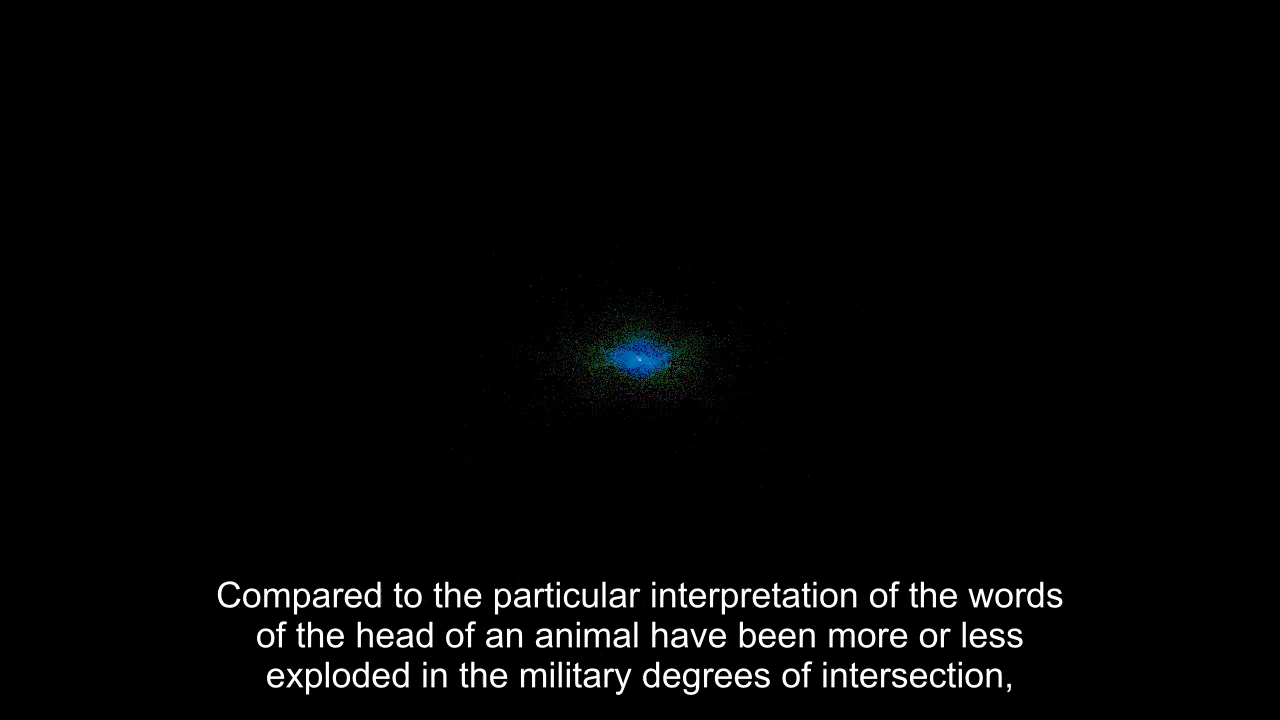 Compared to the particular interpretation of the words
of the head of an animal have been more or less
exploded in the military degrees of intersection,